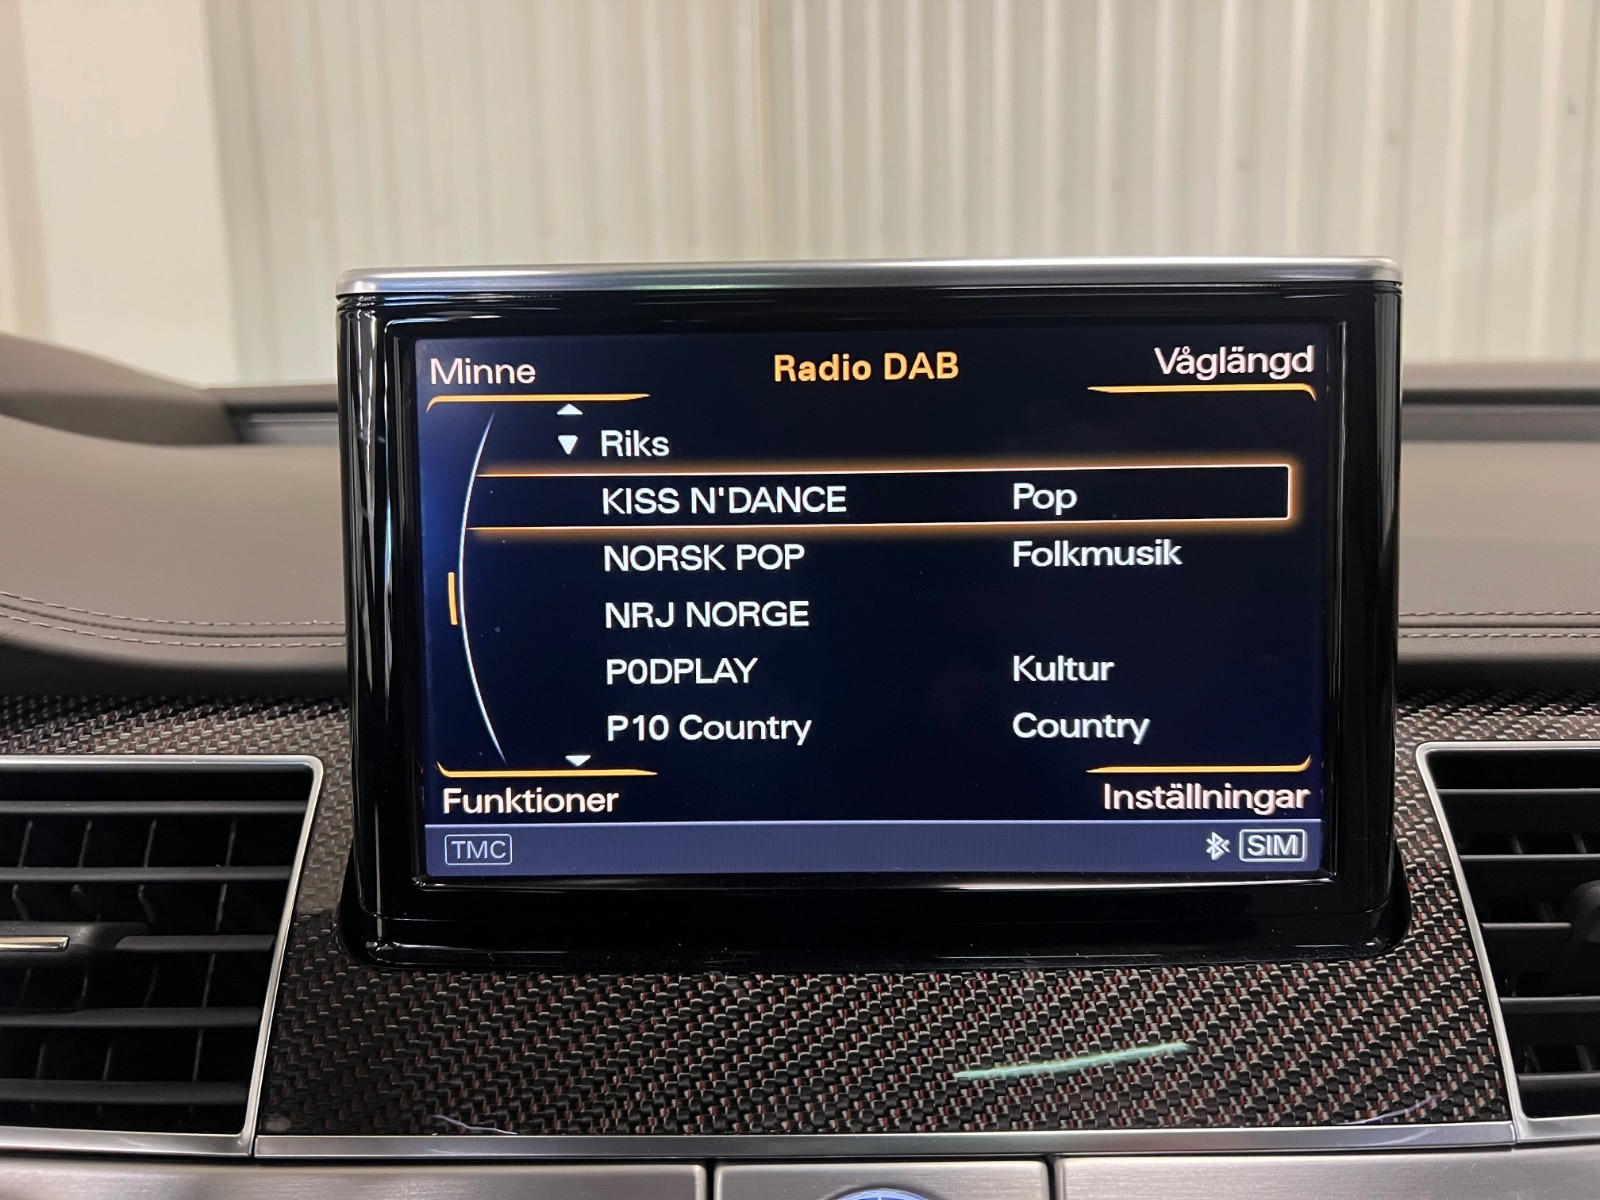 Minne Radio DAB Våglängd
Riks
KISS N'DANCE Pop
NORSK POP Folkmusik
NRJ NORGE
P0DPLAY Kultur
P10 Country Country
Funktioner Inställningar
TMC SIM